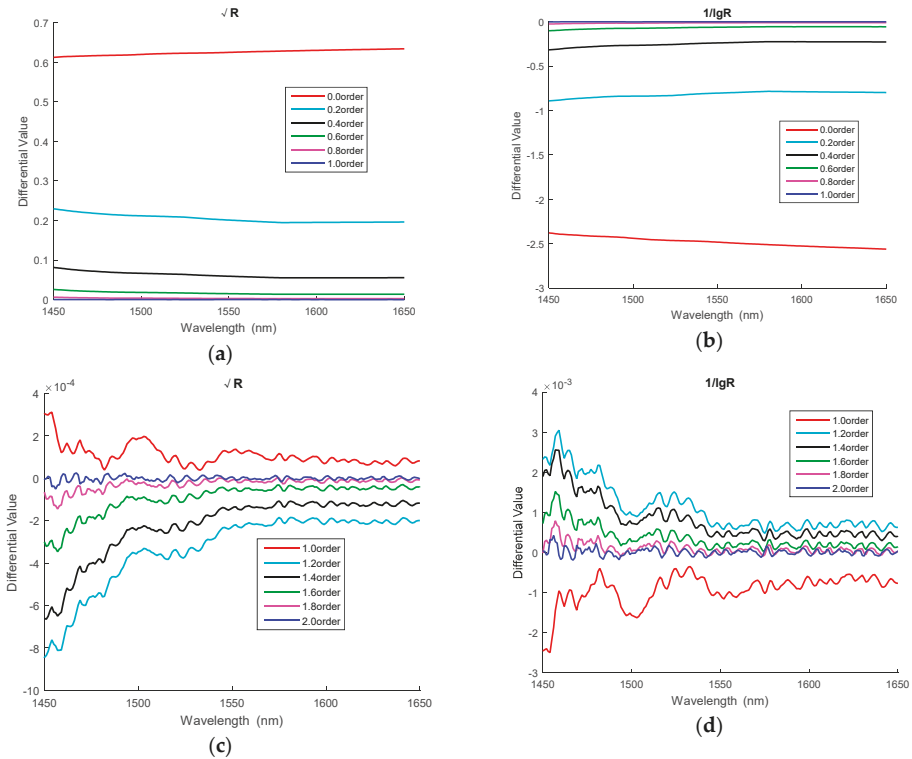 √ R
0.7
0.6
0.5
0.4
0.3
0.2
0.1
0
Differential Value
0.0order
0.2order
0.4order
0.6order
0.8order
1.0order
1450
1500
1550
1600
1650
Wavelength (nm)
(a)
1/lgR
0
-0.5
-1
-1.5
-2
-2.5
-3
Differential Value
0.0order
0.2order
0.4order
0.6order
0.8order
1.0order
1450
1500
1550
1600
1650
Wavelength (nm)
(b)
√ R
×10⁻⁴
4
2
0
-2
-4
-6
-8
-10
Differential Value
1.0order
1.2order
1.4order
1.6order
1.8order
2.0order
1450
1500
1550
1600
1650
Wavelength (nm)
(c)
1/lgR
×10⁻³
4
3
2
1
0
-1
-2
-3
Differential Value
1.0order
1.2order
1.4order
1.6order
1.8order
2.0order
1450
1500
1550
1600
1650
Wavelength (nm)
(d)